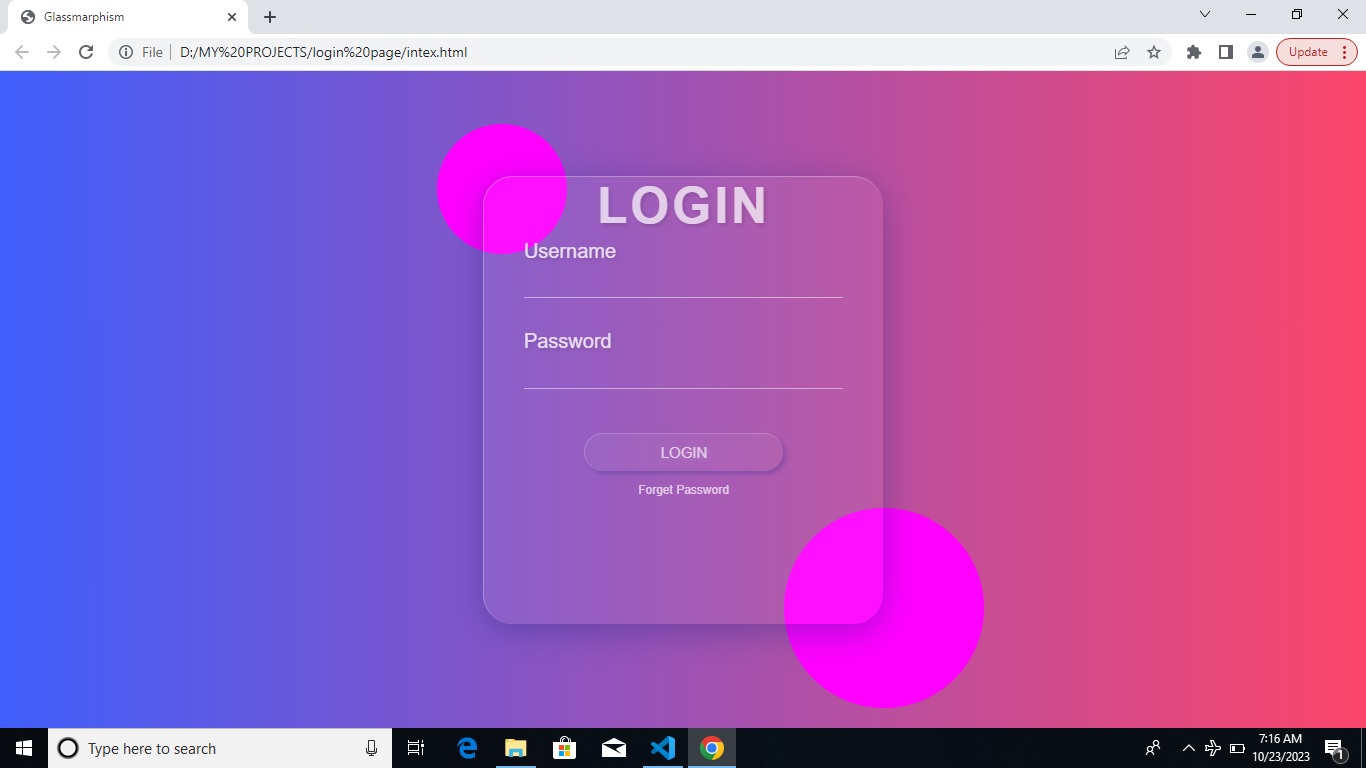 Glassmarphism
File
D:/MY%20PROJECTS/login%20page/intex.html
Update
LOGIN
Username
Password
LOGIN
Forget Password
Type here to search
7:16 AM
10/23/2023
1